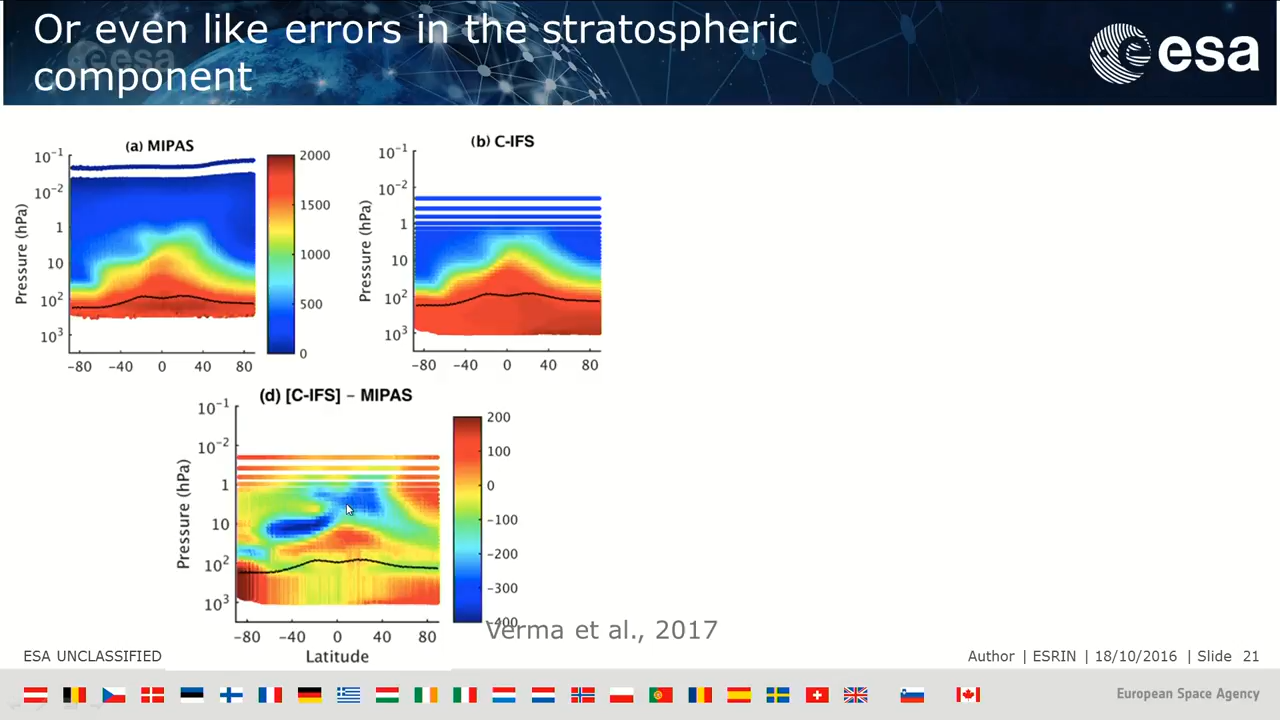 Or even like errors in the stratospheric
component
esa
esa
(a) MIPAS
10⁻¹
10⁻²
1
10
10²
10³
Pressure (hPa)
−80 −40 0 40 80
2000
1500
1000
500
0
(b) C-IFS
10⁻¹
10⁻²
1
10
10²
10³
Pressure (hPa)
−80 −40 0 40 80
(d) [C-IFS] − MIPAS
10⁻¹
10⁻²
1
10
10²
10³
Pressure (hPa)
−80 −40 0 40 80
Latitude
200
100
0
−100
−200
−300
−400
Verma et al., 2017
ESA UNCLASSIFIED
Author | ESRIN | 18/10/2016 | Slide 21
European Space Agency